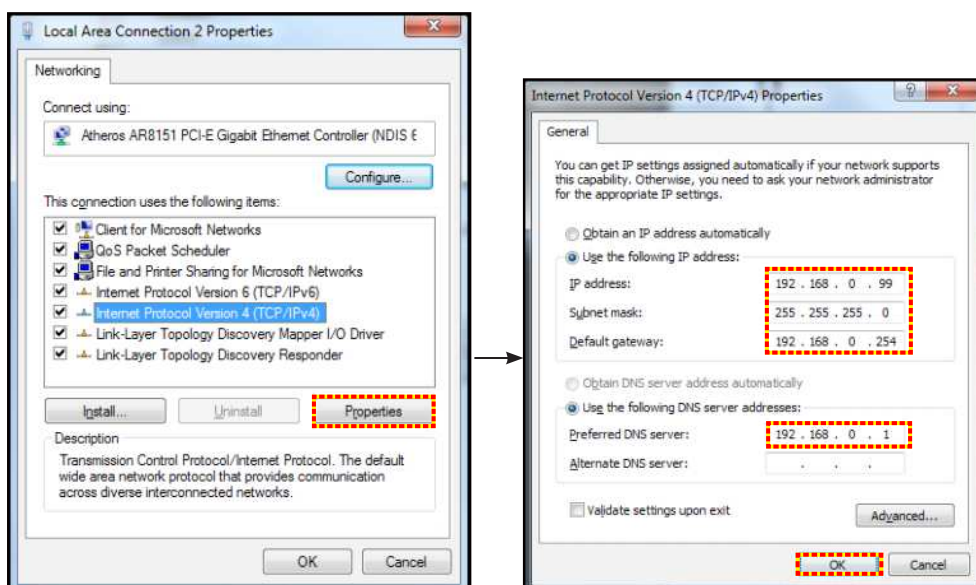 Local Area Connection 2 Properties
Networking
Connect using:
Atheros AR8151 PCI-E Gigabit Ethernet Controller (NDIS 6
Configure...
This connection uses the following items:
Client for Microsoft Networks
QoS Packet Scheduler
File and Printer Sharing for Microsoft Networks
Internet Protocol Version 6 (TCP/IPv6)
Internet Protocol Version 4 (TCP/IPv4)
Link-Layer Topology Discovery Mapper I/O Driver
Link-Layer Topology Discovery Responder
Install... Uninstall Properties
Description
Transmission Control Protocol/Internet Protocol. The default
wide area network protocol that provides communication
across diverse interconnected networks.
OK Cancel
Internet Protocol Version 4 (TCP/IPv4) Properties
General
You can get IP settings assigned automatically if your network supports
this capability. Otherwise, you need to ask your network administrator
for the appropriate IP settings.
Obtain an IP address automatically
Use the following IP address:
IP address: 192 . 168 . 0 . 99
Subnet mask: 255 . 255 . 255 . 0
Default gateway: 192 . 168 . 0 . 254
Obtain DNS server address automatically
Use the following DNS server addresses:
Preferred DNS server: 192 . 168 . 0 . 1
Alternate DNS server: . . .
Validate settings upon exit
Advanced...
OK Cancel